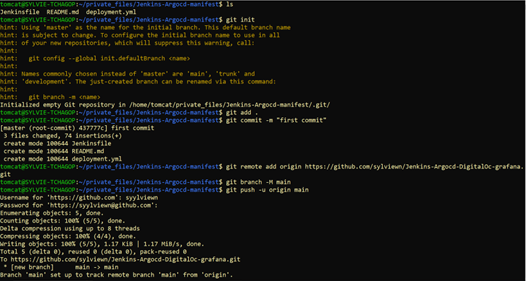 tomcat@SYLVIE-TCHAGOP:~/private_files/Jenkins-Argocd-manifest$ ls
Jenkinsfile  README.md  deployment.yml
tomcat@SYLVIE-TCHAGOP:~/private_files/Jenkins-Argocd-manifest$ git init
hint: Using 'master' as the name for the initial branch. This default branch name
hint: is subject to change. To configure the initial branch name to use in all
hint: of your new repositories, which will suppress this warning, call:
hint:
hint:   git config --global init.defaultBranch <name>
hint:
hint: Names commonly chosen instead of 'master' are 'main', 'trunk' and
hint: 'development'. The just-created branch can be renamed via this command:
hint:
hint:   git branch -m <name>
Initialized empty Git repository in /home/tomcat/private_files/Jenkins-Argocd-manifest/.git/
tomcat@SYLVIE-TCHAGOP:~/private_files/Jenkins-Argocd-manifest$ git add .
tomcat@SYLVIE-TCHAGOP:~/private_files/Jenkins-Argocd-manifest$ git commit -m "first commit"
[master (root-commit) 437777c] first commit
 3 files changed, 74 insertions(+)
 create mode 100644 Jenkinsfile
 create mode 100644 README.md
 create mode 100644 deployment.yml
tomcat@SYLVIE-TCHAGOP:~/private_files/Jenkins-Argocd-manifest$ git remote add origin https://github.com/sylviewn/Jenkins-Argocd-DigitalOc-grafana.
git
tomcat@SYLVIE-TCHAGOP:~/private_files/Jenkins-Argocd-manifest$ git branch -M main
tomcat@SYLVIE-TCHAGOP:~/private_files/Jenkins-Argocd-manifest$ git push -u origin main
Username for 'https://github.com': syylviewn
Password for 'https://syylviewn@github.com':
Enumerating objects: 5, done.
Counting objects: 100% (5/5), done.
Delta compression using up to 8 threads
Compressing objects: 100% (4/4), done.
Writing objects: 100% (5/5), 1.17 KiB | 1.17 MiB/s, done.
Total 5 (delta 0), reused 0 (delta 0), pack-reused 0
To https://github.com/sylviewn/Jenkins-Argocd-DigitalOc-grafana.git
 * [new branch]      main -> main
Branch 'main' set up to track remote branch 'main' from 'origin'.